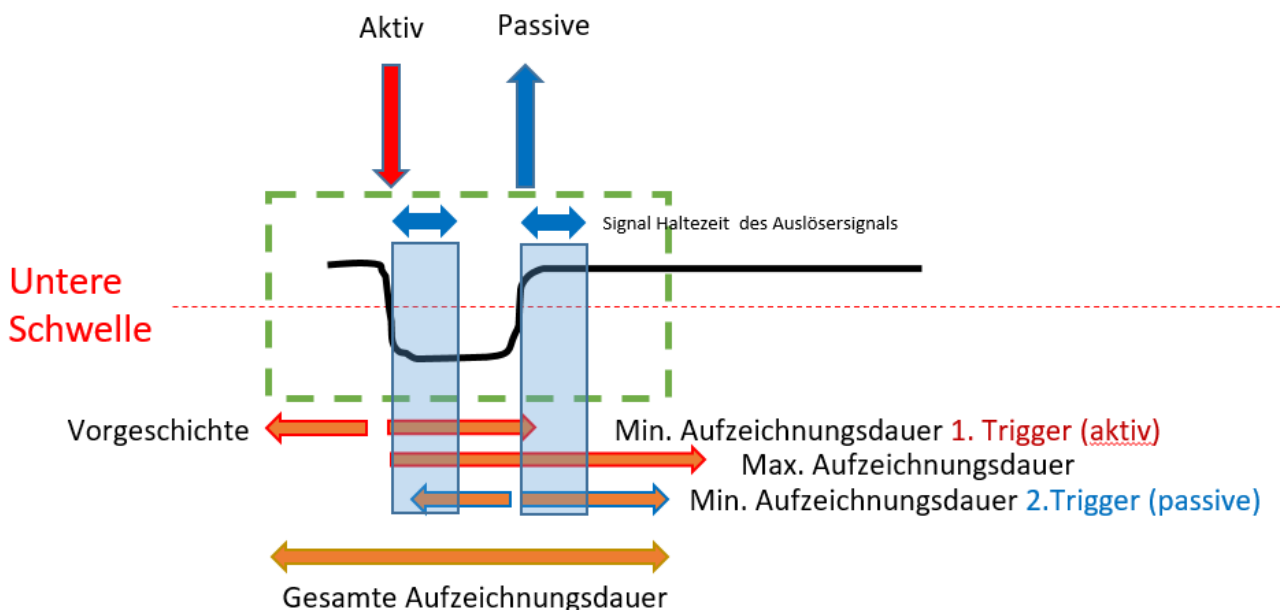 Aktiv
Passive
Signal Haltezeit des Auslösersignals
Untere
Schwelle
Vorgeschichte
Min. Aufzeichnungsdauer 1. Trigger (aktiv)
Max. Aufzeichnungsdauer
Min. Aufzeichnungsdauer 2.Trigger (passive)
Gesamte Aufzeichnungsdauer